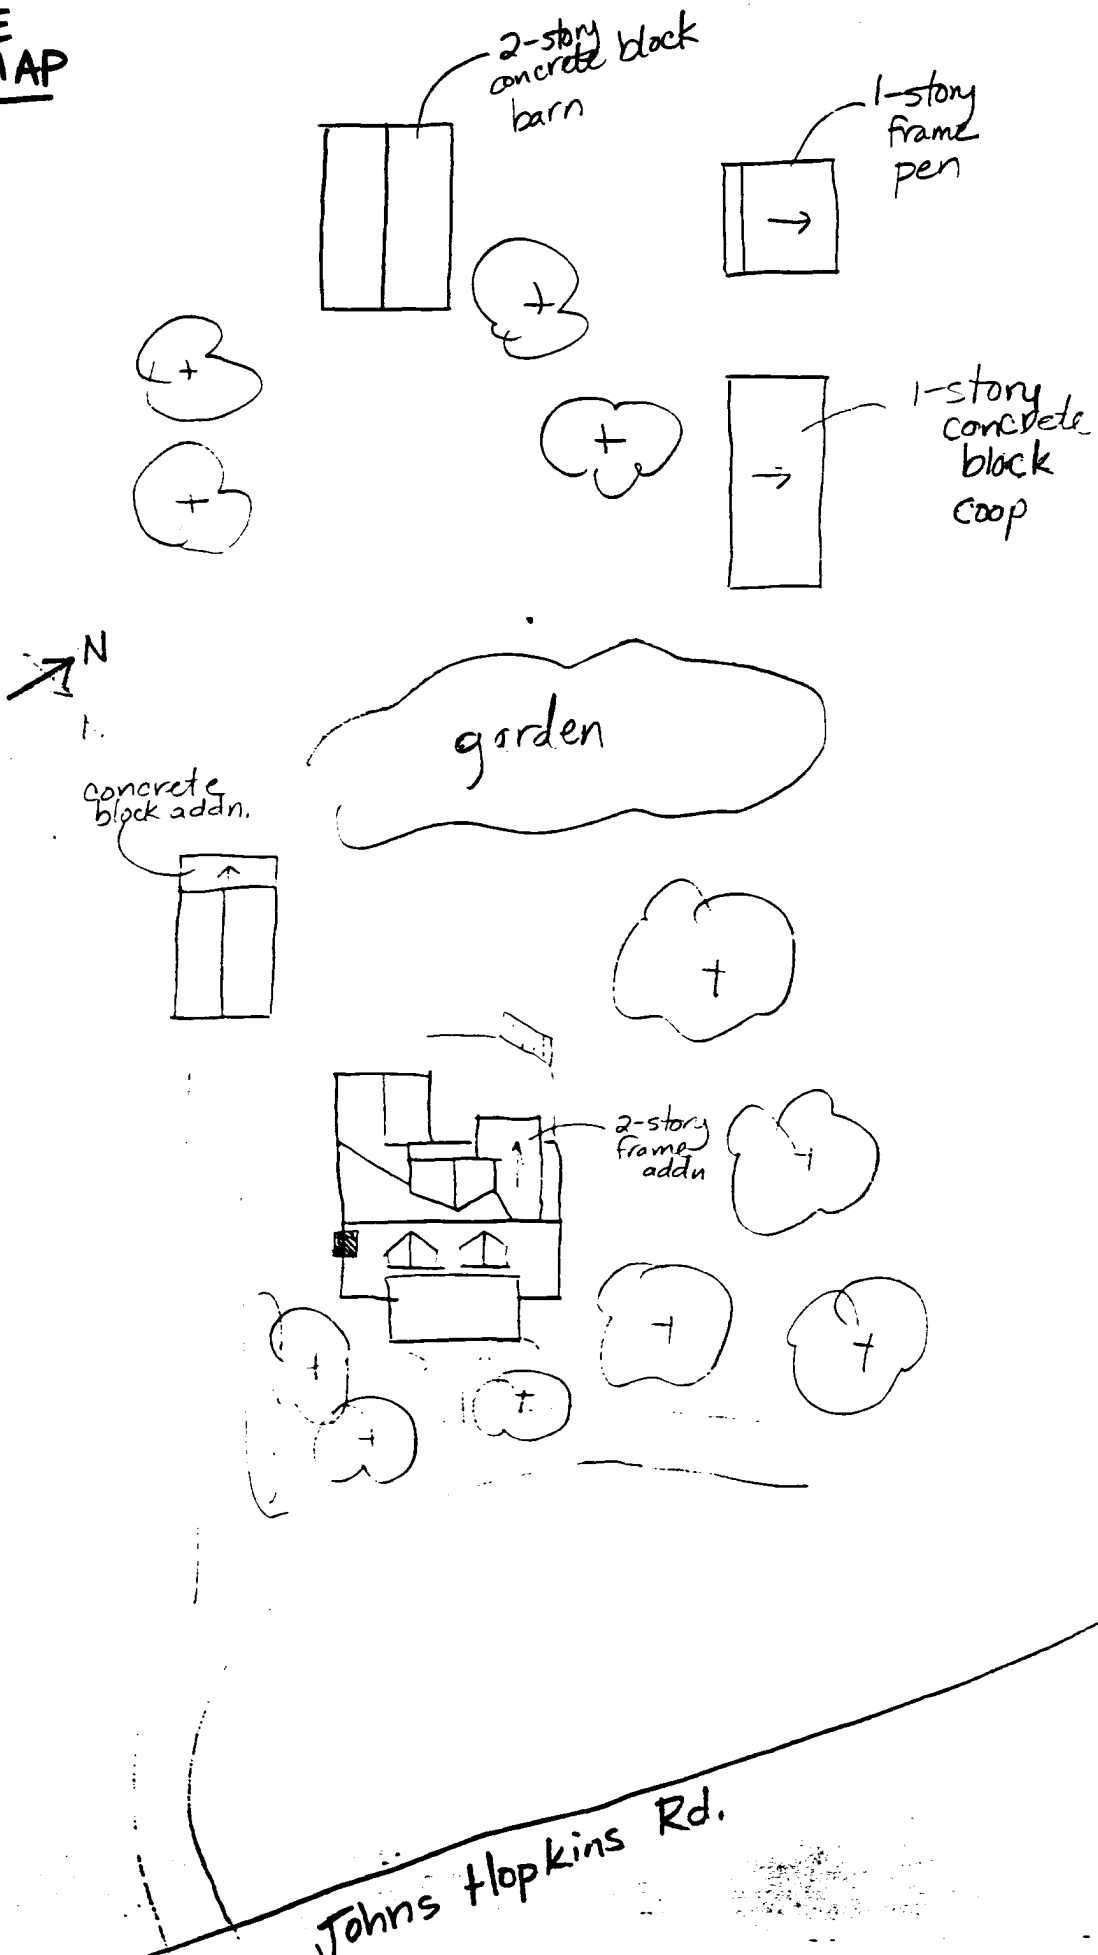 E
MAP
2-story
concrete block
barn
1-story
frame
pen
1-story
concrete
block
coop
N
garden
concrete
block addn.
2-story
frame
addn
Johns Hopkins Rd.